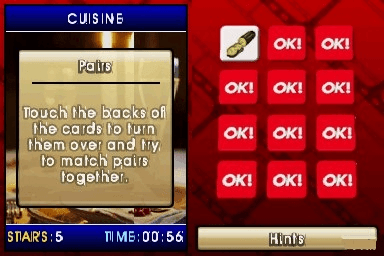 CUISINE
Pairs
Touch the backs of
the cards to turn
them over and try
to match pairs
together.
STARS: 5 TIME: 00:56
OK! OK!
OK! OK! OK!
OK! OK! OK!
OK! OK! OK!
Hints